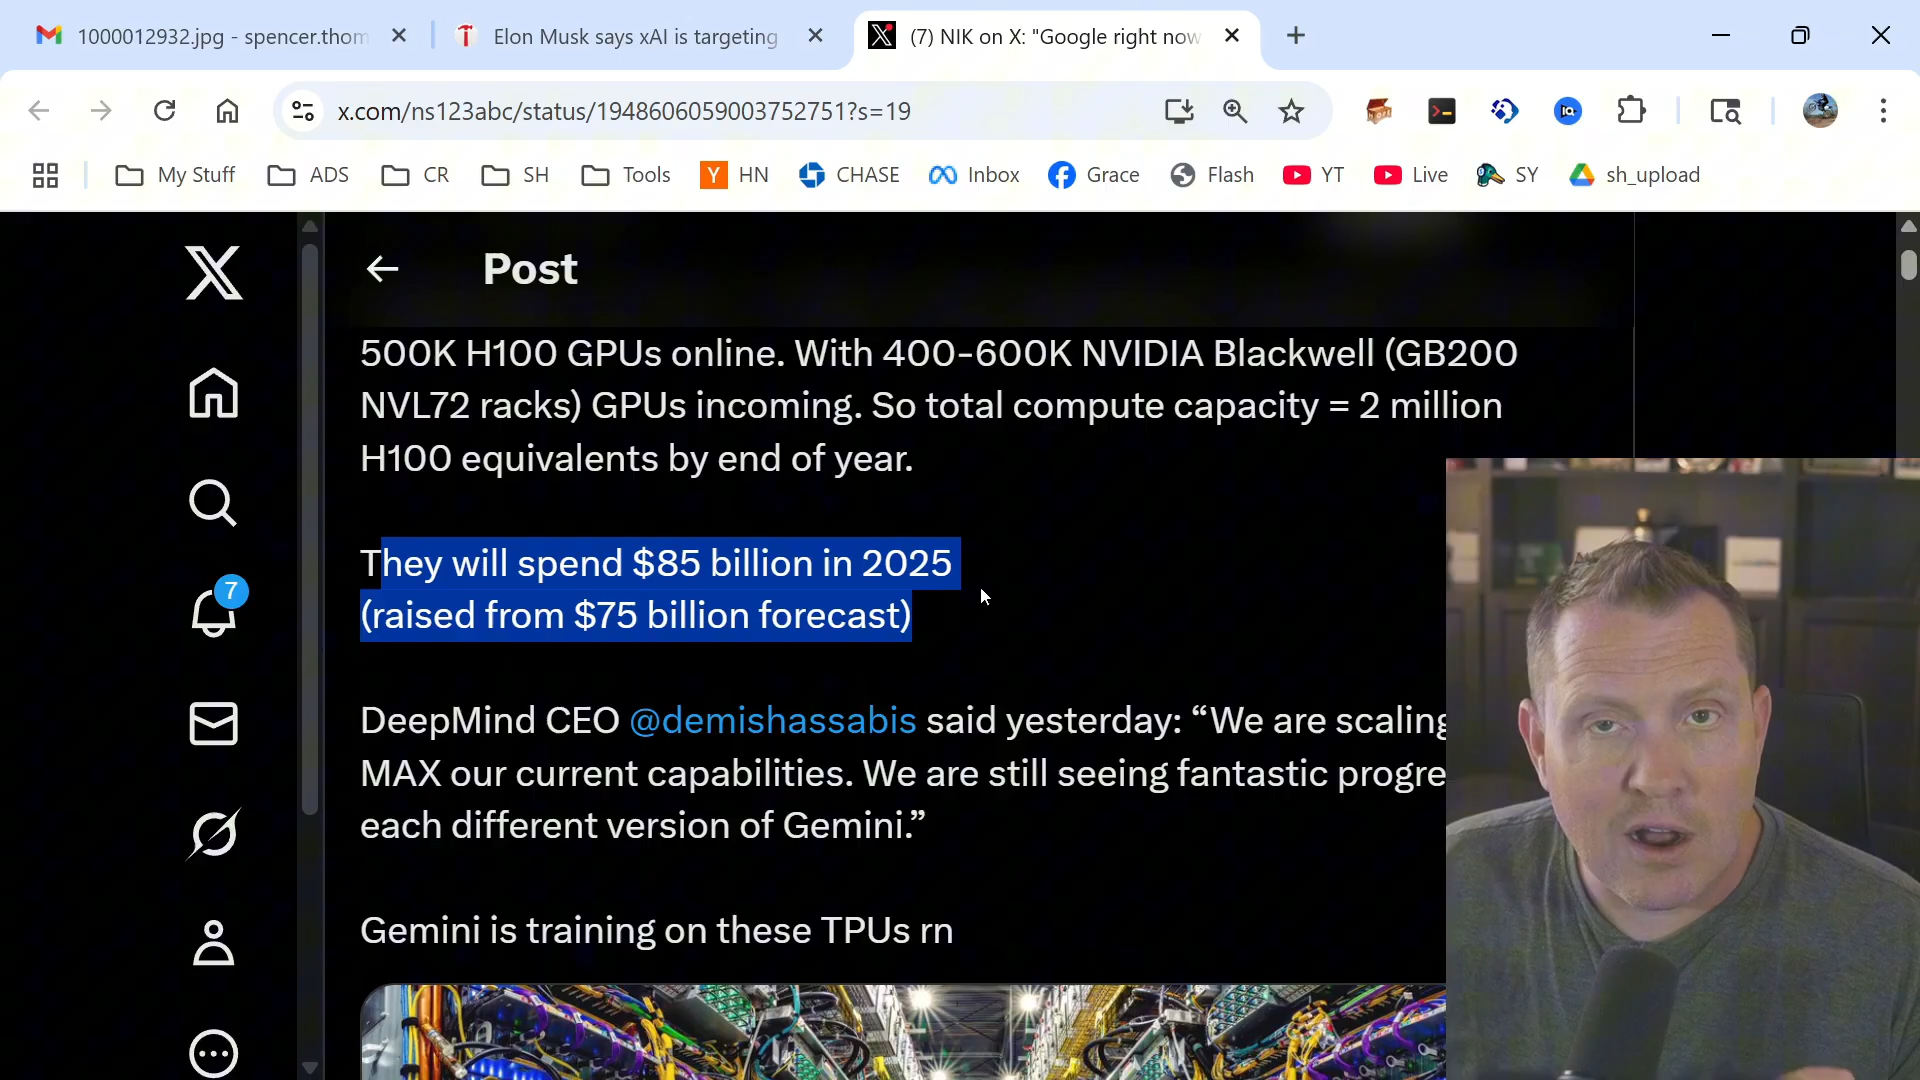 1000012932.jpg - spencer.thom
Elon Musk says xAI is targeting
(7) NIK on X: "Google right now
x.com/ns123abc/status/1948606059003752751?s=19
My Stuff
ADS
CR
SH
Tools
Y HN
CHASE
Inbox
Grace
Flash
YT
Live
SY
sh_upload
Post
500K H100 GPUs online. With 400-600K NVIDIA Blackwell (GB200
NVL72 racks) GPUs incoming. So total compute capacity = 2 million
H100 equivalents by end of year.
They will spend $85 billion in 2025
(raised from $75 billion forecast)
7
DeepMind CEO @demishassabis said yesterday: “We are scaling
MAX our current capabilities. We are still seeing fantastic progre
each different version of Gemini.”
Gemini is training on these TPUs rn